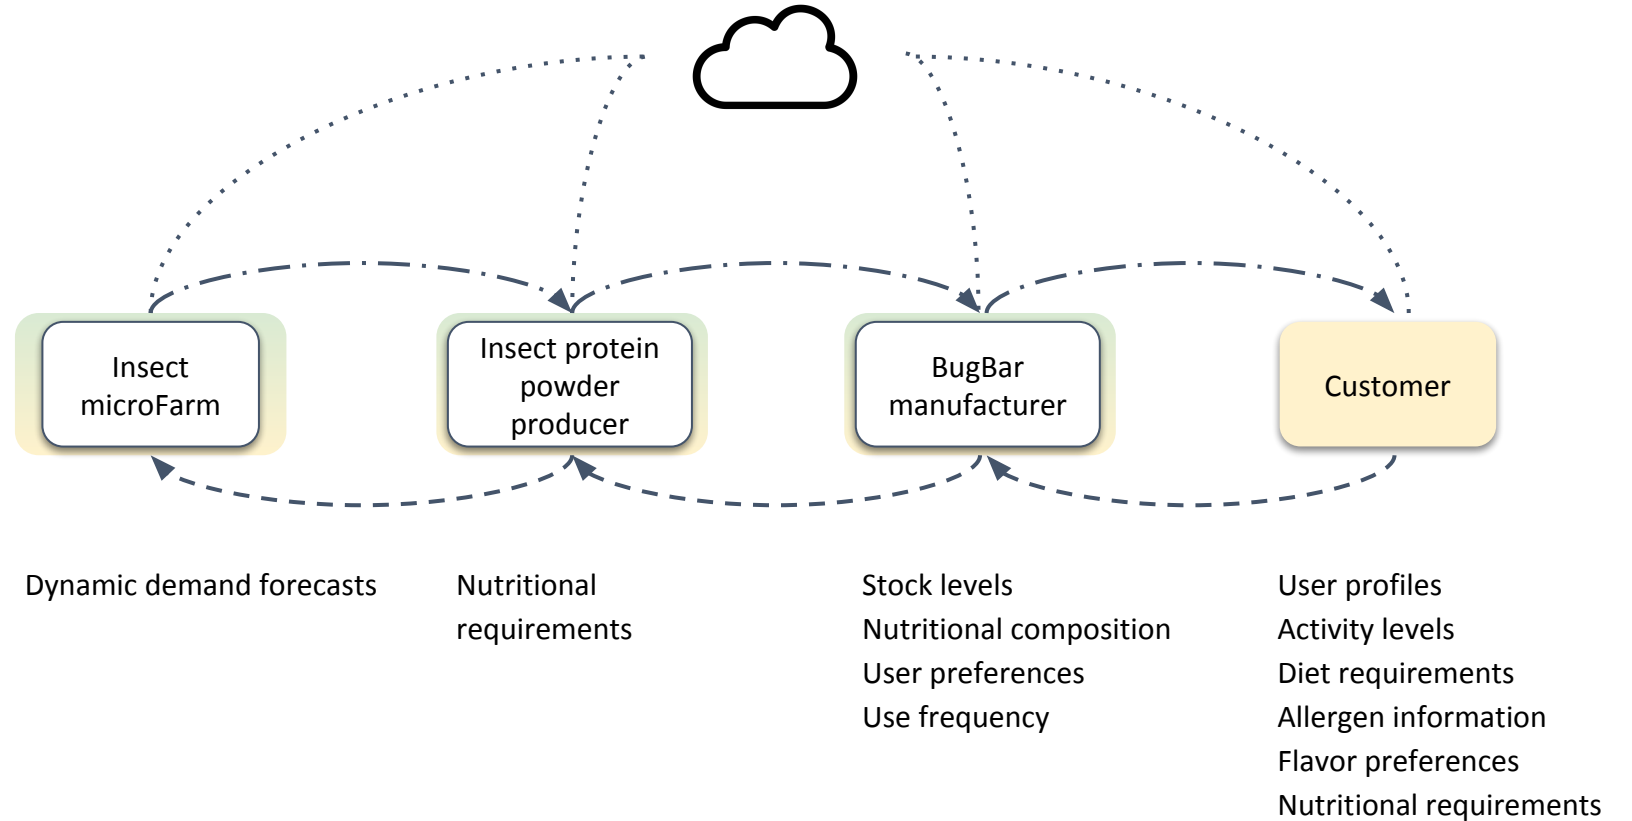 Insect
microFarm
Insect protein
powder
producer
BugBar
manufacturer
Customer
Dynamic demand forecasts
Nutritional
requirements
Stock levels
Nutritional composition
User preferences
Use frequency
User profiles
Activity levels
Diet requirements
Allergen information
Flavor preferences
Nutritional requirements